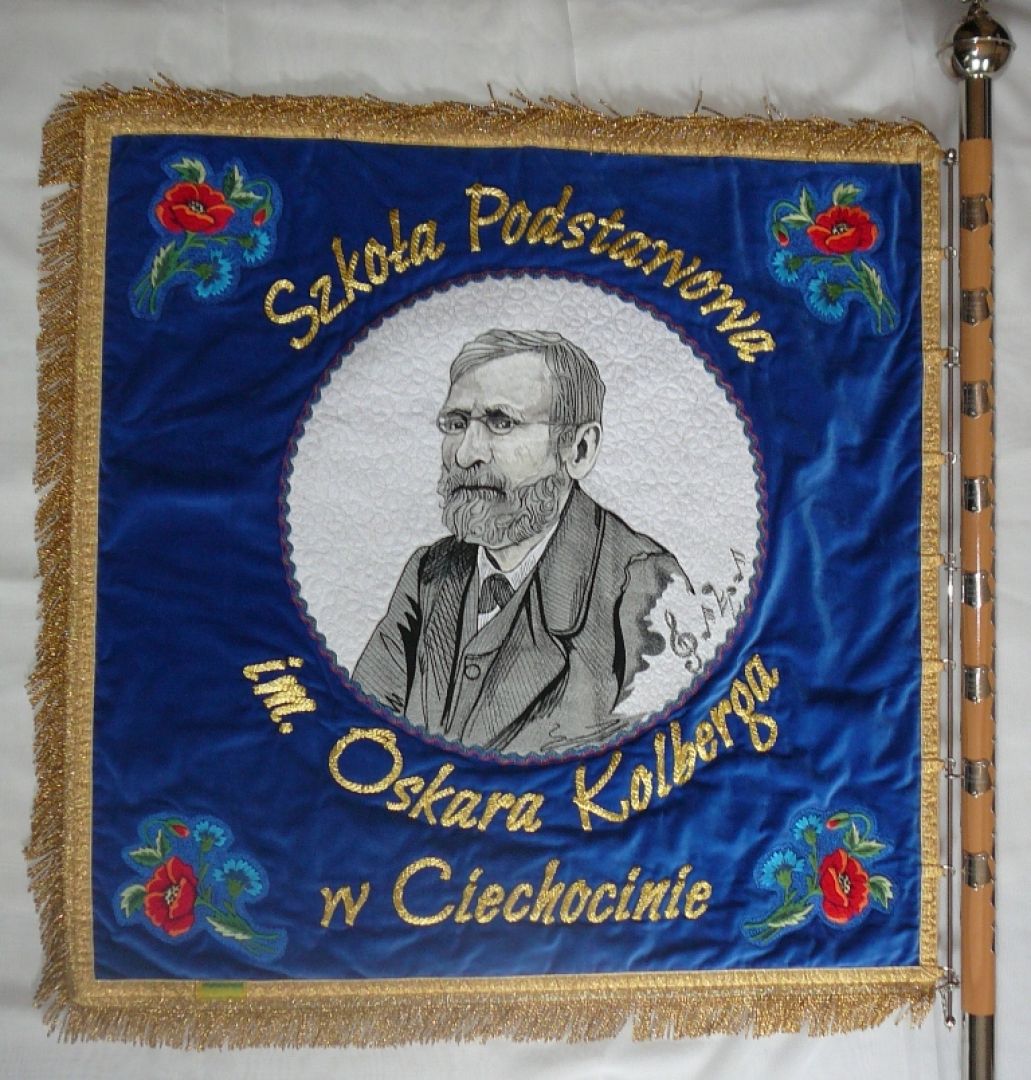 Szkoła Podstawowa
im. Oskara Kolberga
w Ciechocinie